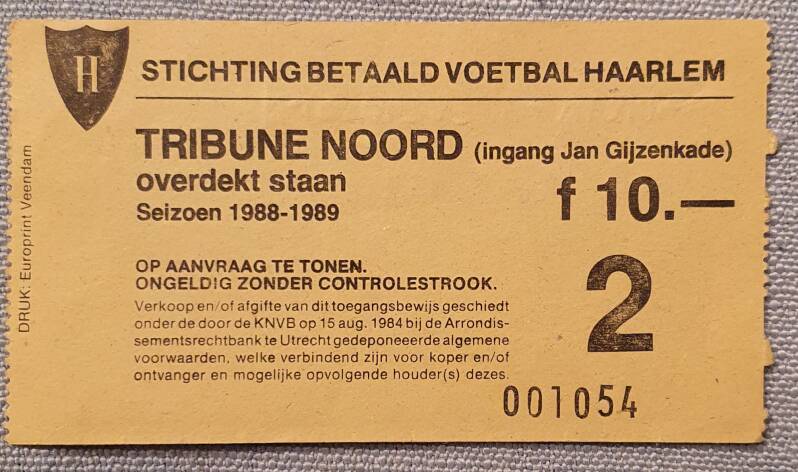 H
STICHTING BETAALD VOETBAL HAARLEM
TRIBUNE NOORD (ingang Jan Gijzenkade)
overdekt staan
f 10.—
Seizoen 1988-1989
OP AANVRAAG TE TONEN.
ONGELDIG ZONDER CONTROLESTROOK.
2
Verkoop en/of afgifte van dit toegangsbewijs geschiedt
onder de door de KNVB op 15 aug. 1984 bij de Arrondis-
sementsrechtbank te Utrecht gedeponeeerde algemene
voorwaarden, welke verbindend zijn voor koper en/of
ontvanger en mogelijke opvolgende houder(s) dezes.
001054
DRUK: Europrint Veendam